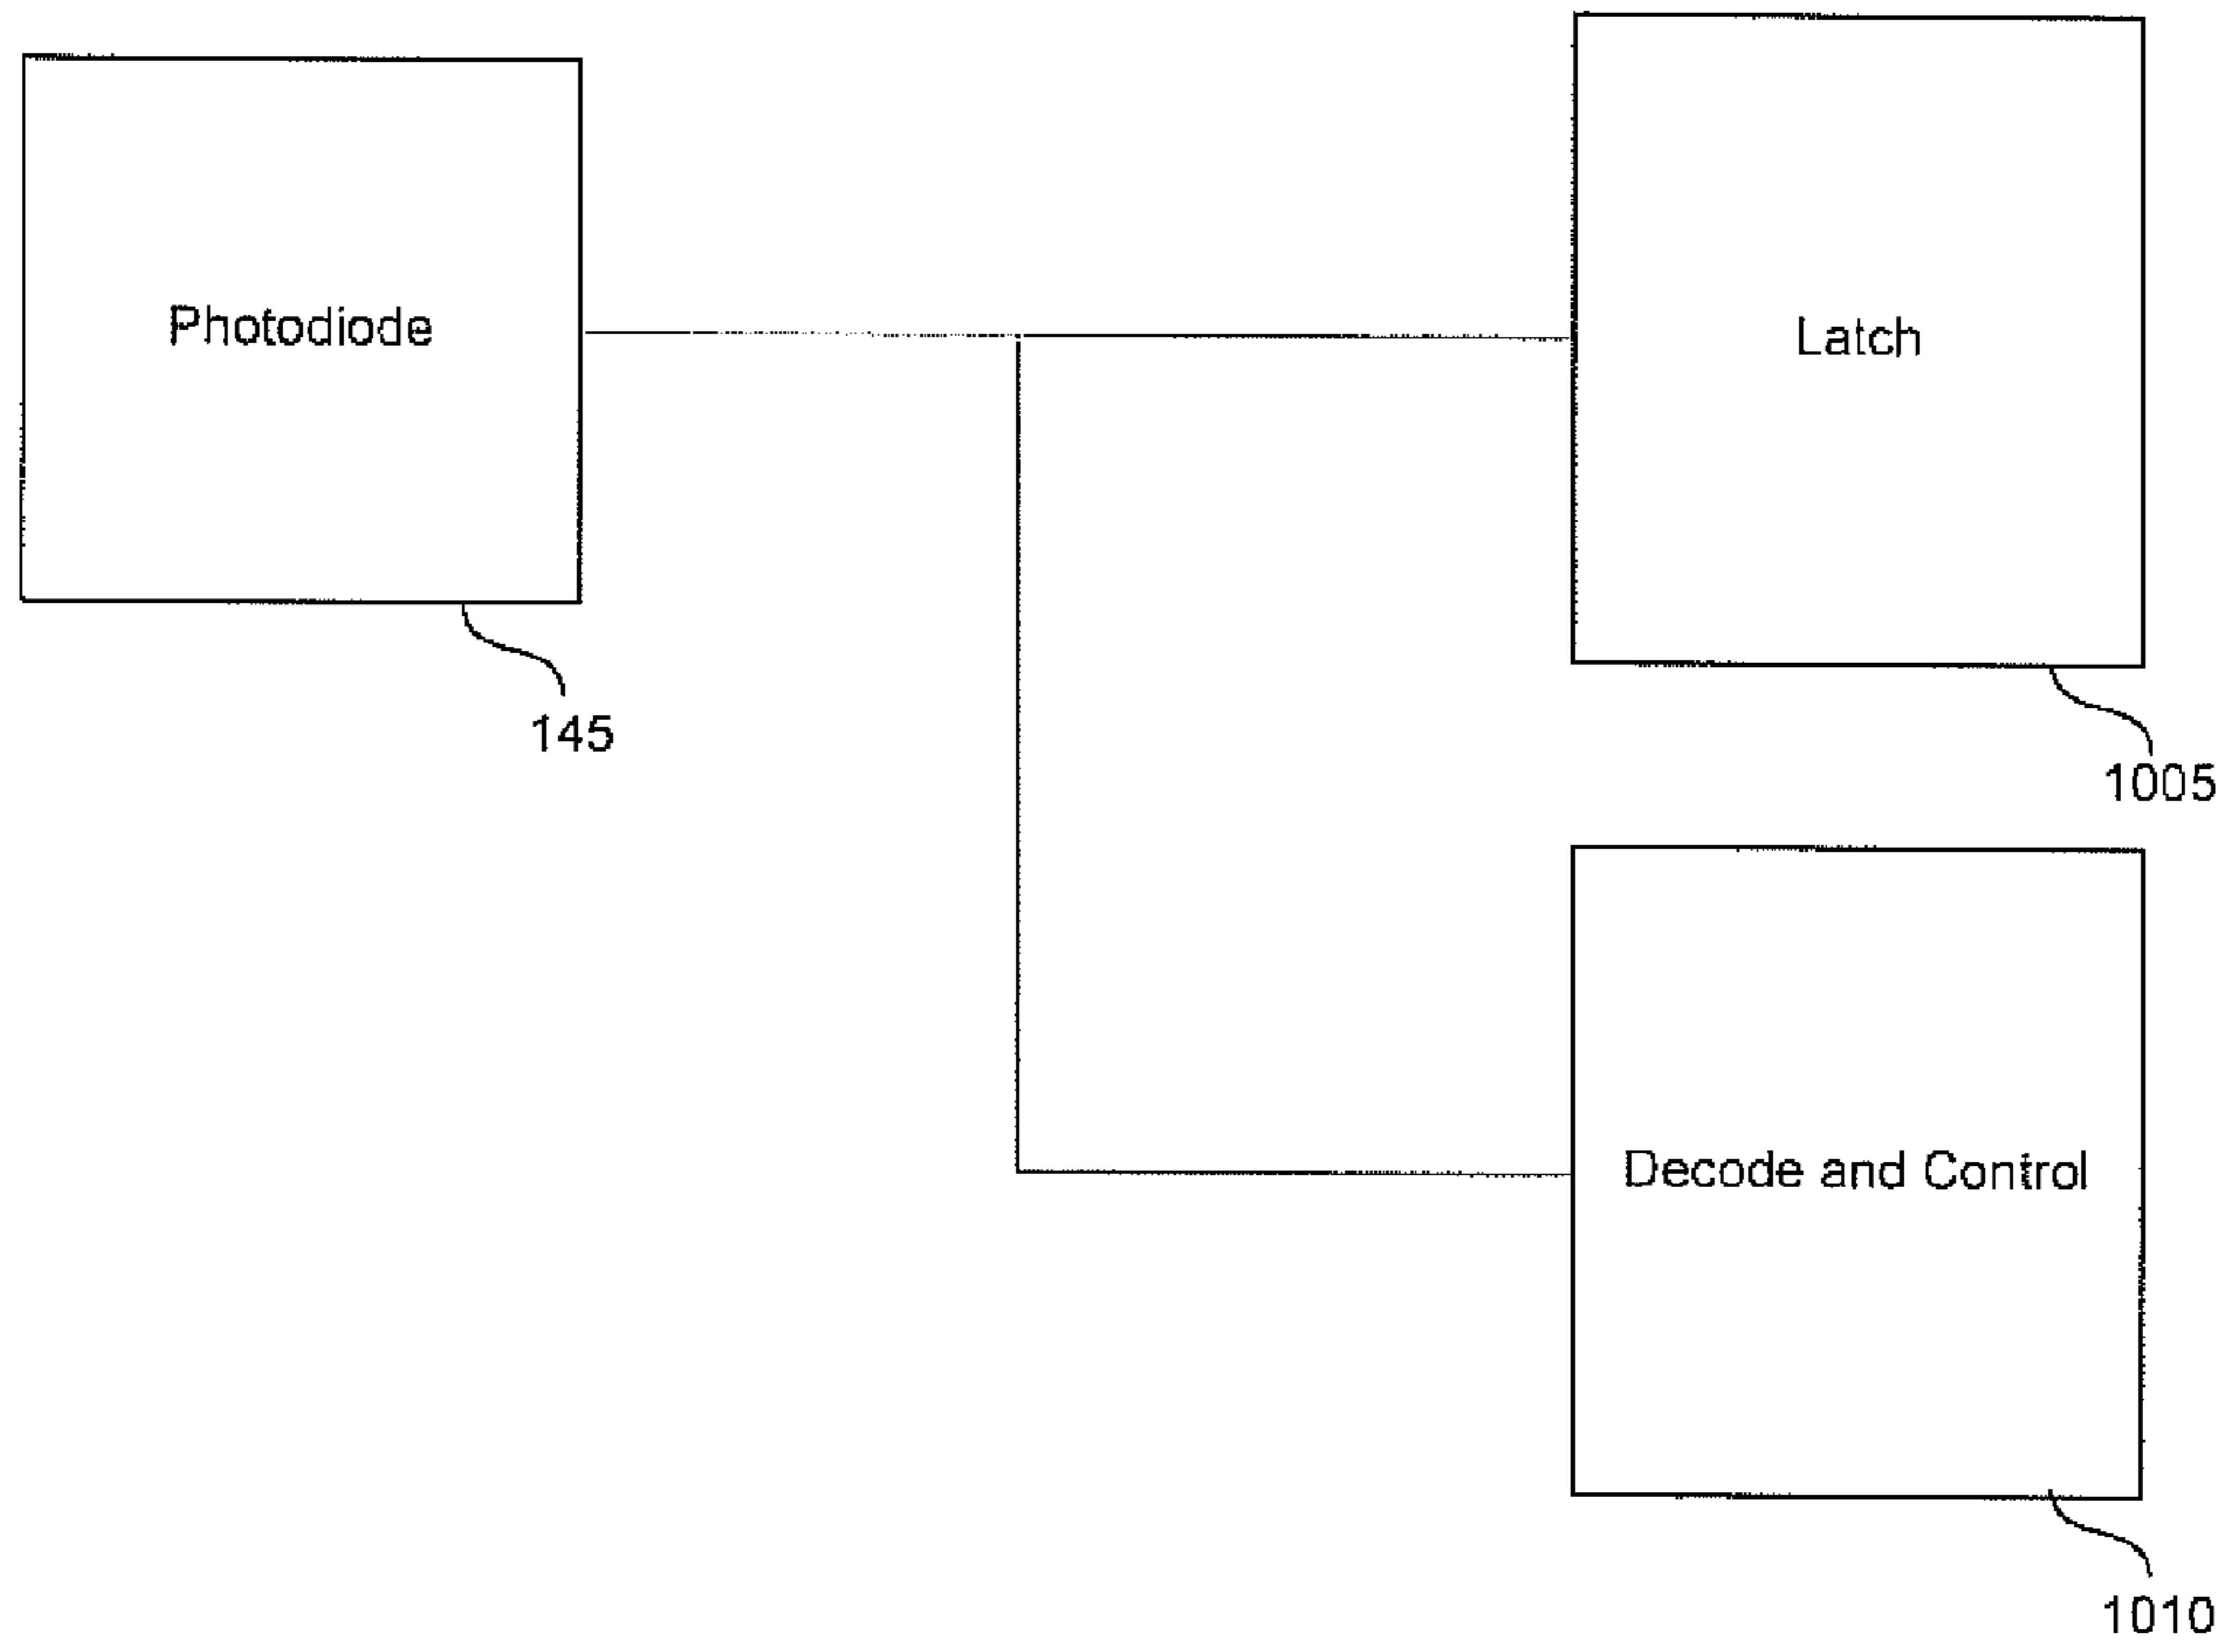 Photodiode
Latch
145
1005
Decode and Control
1010